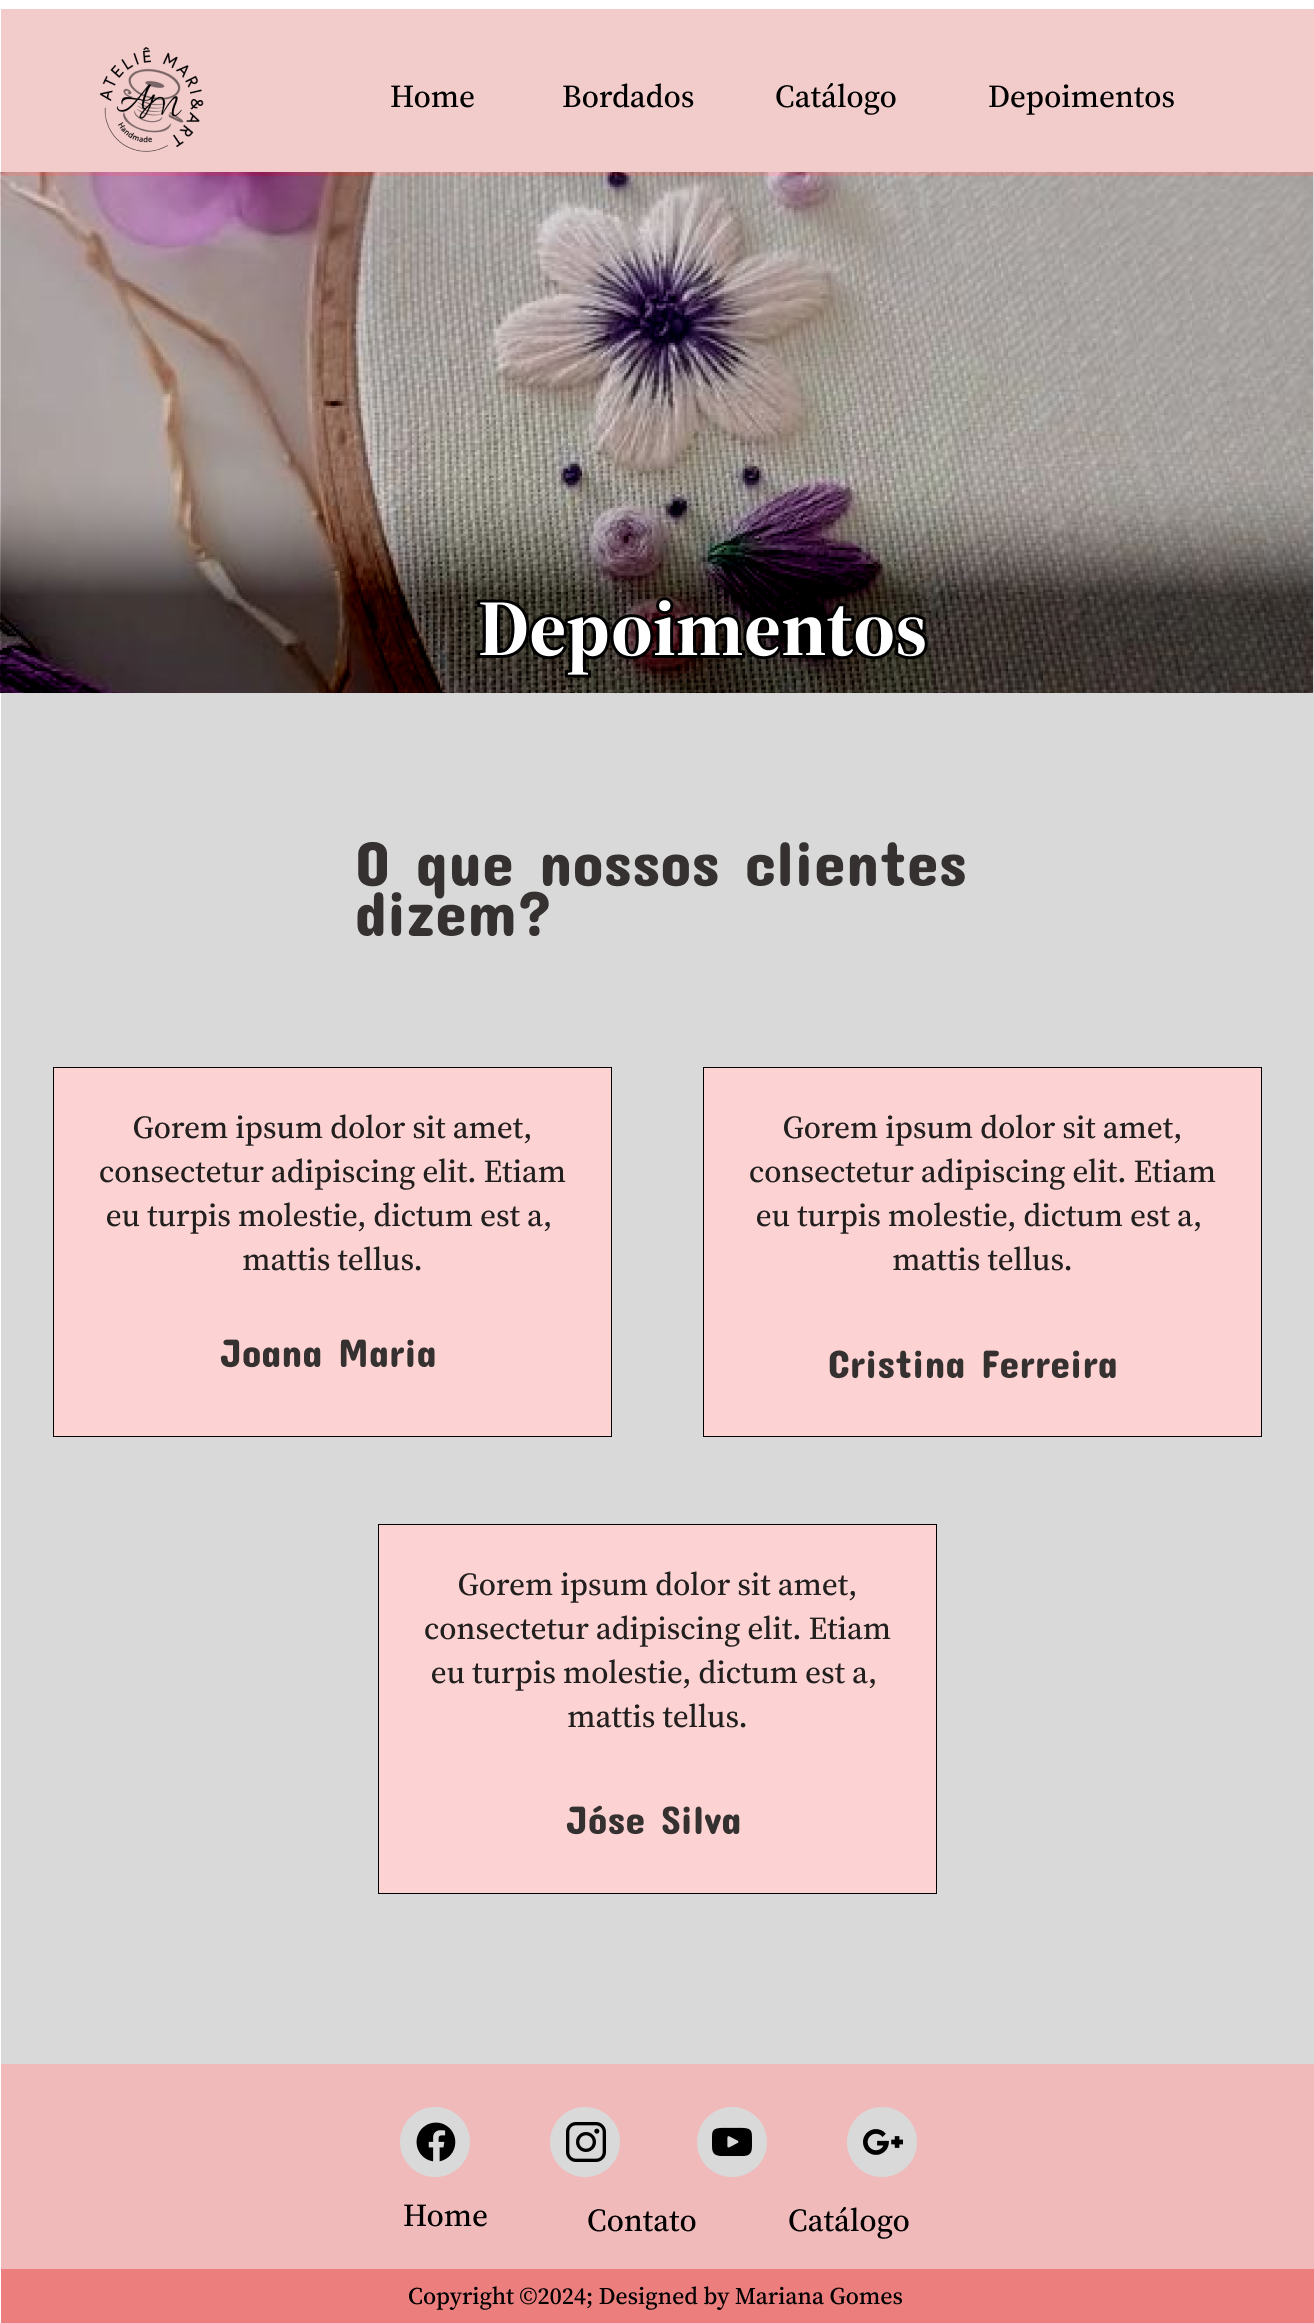 ATELIÊ MARI&ART
AM
Handmade
Home Bordados Catálogo Depoimentos
Depoimentos
O que nossos clientes
dizem?
Gorem ipsum dolor sit amet,
consectetur adipiscing elit. Etiam
eu turpis molestie, dictum est a,
mattis tellus.
Joana Maria
Gorem ipsum dolor sit amet,
consectetur adipiscing elit. Etiam
eu turpis molestie, dictum est a,
mattis tellus.
Cristina Ferreira
Gorem ipsum dolor sit amet,
consectetur adipiscing elit. Etiam
eu turpis molestie, dictum est a,
mattis tellus.
Jóse Silva
G+
Home Contato Catálogo
Copyright ©2024; Designed by Mariana Gomes